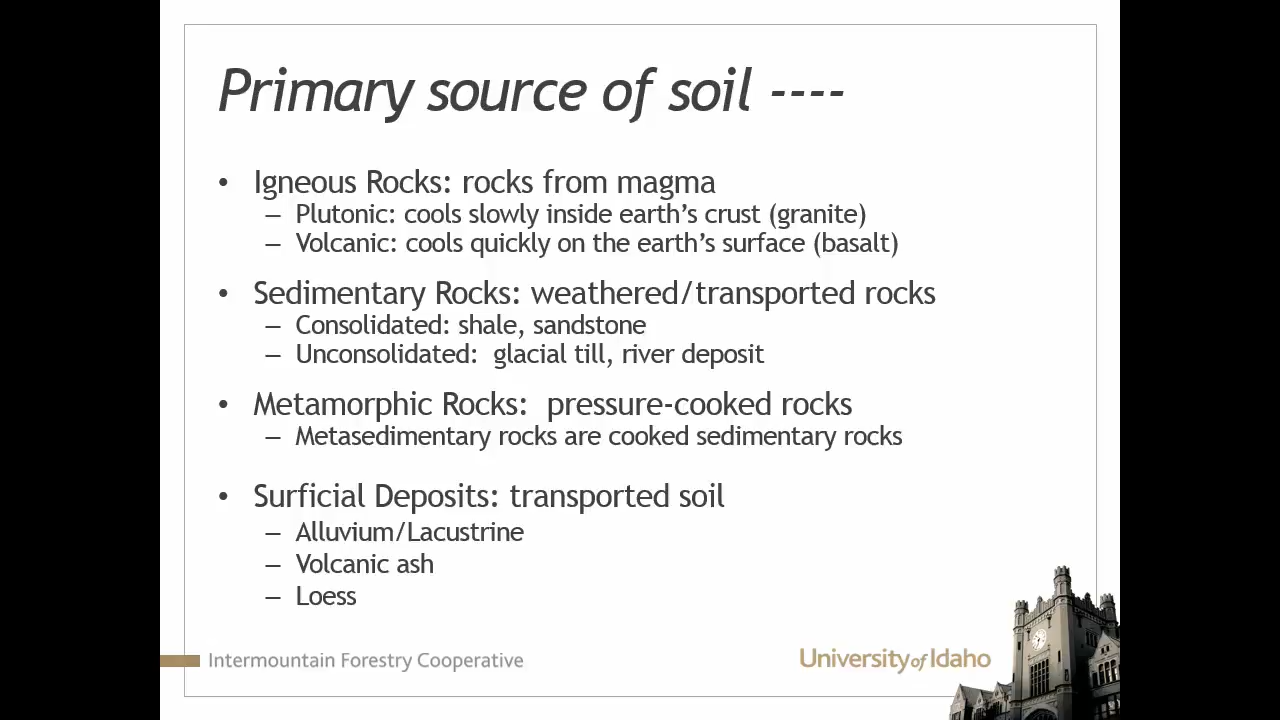 Primary source of soil ----
• Igneous Rocks: rocks from magma
– Plutonic: cools slowly inside earth’s crust (granite)
– Volcanic: cools quickly on the earth’s surface (basalt)
• Sedimentary Rocks: weathered/transported rocks
– Consolidated: shale, sandstone
– Unconsolidated:  glacial till, river deposit
• Metamorphic Rocks:  pressure-cooked rocks
– Metasedimentary rocks are cooked sedimentary rocks
• Surficial Deposits: transported soil
– Alluvium/Lacustrine
– Volcanic ash
– Loess
Intermountain Forestry Cooperative
University of Idaho